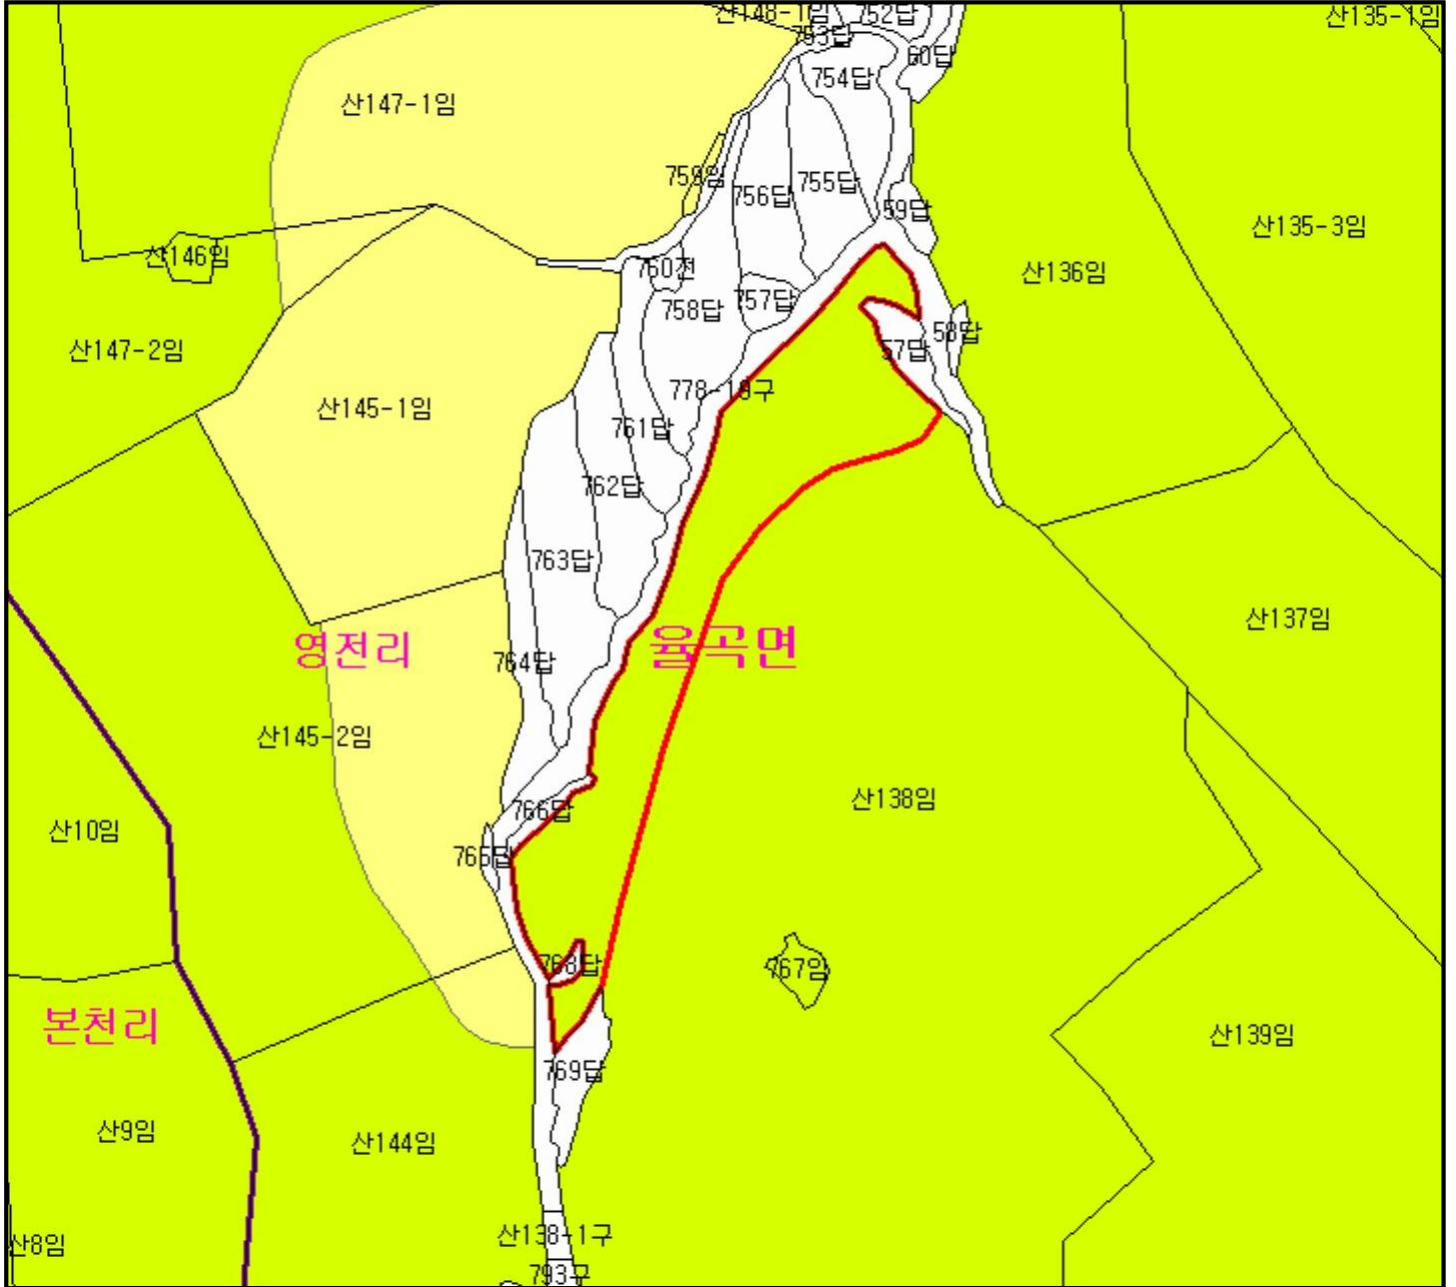 산148-1임
752답
산135-1임
753답
60답
754답
산147-1임
759임
755답
756답
59답
산135-3임
산146임
760전
산136임
757답
758답
58답
산147-2임
57답
778-19구
산145-1임
761답
762답
763답
산137임
영전리
율곡면
764답
산145-2임
산138임
766답
산10임
765답
768답
767임
본천리
산139임
769답
산9임
산144임
산138-1구
산8임
793구